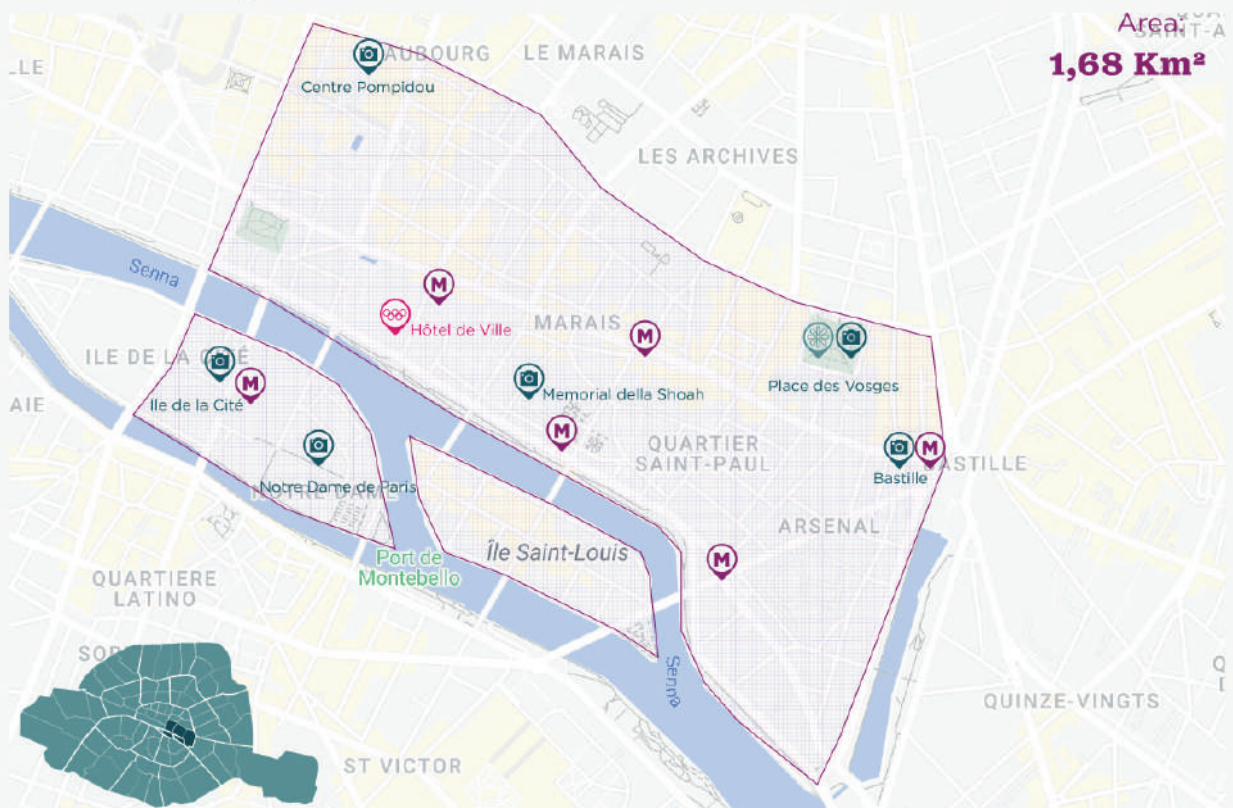 Area:
1,68 Km²
LE MARAIS
AUBOURG
Centre Pompidou
LES ARCHIVES
Senna
Hôtel de Ville
MARAIS
ILE DE LA CITÉ
Ile de la Cité
Memorial della Shoah
Place des Vosges
QUARTIER
SAINT-PAUL
BASTILLE
Bastille
NOTRE DAME
Notre Dame de Paris
ARSENAL
Île Saint-Louis
Port de
Montebello
QUARTIERE
LATINO
Senna
QUINZE-VINGTS
ST VICTOR
M
M
M
M
M
M